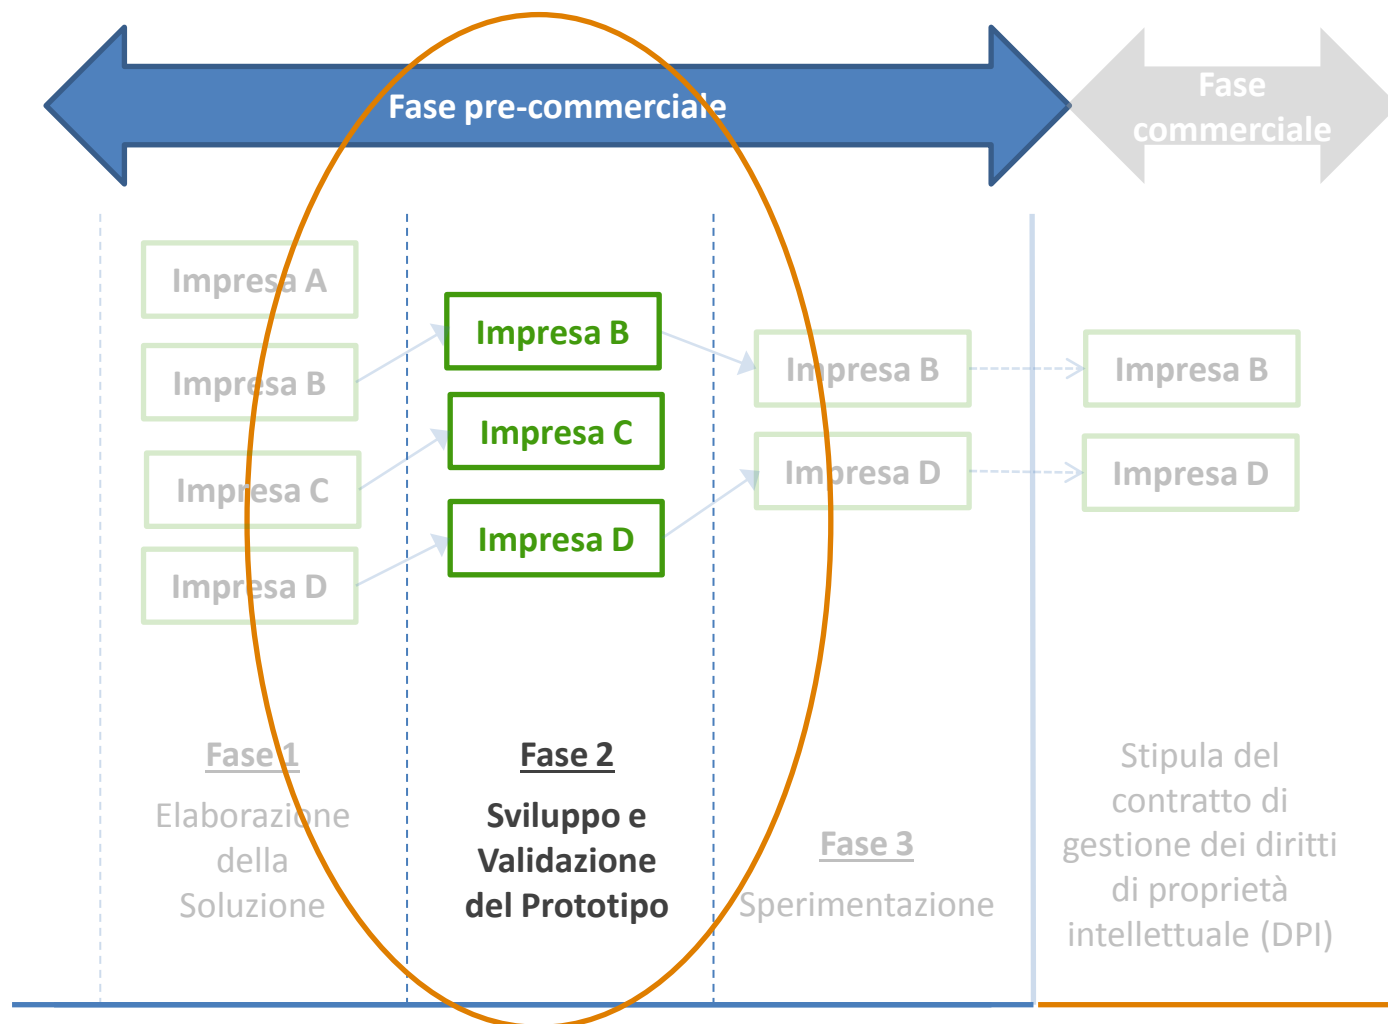 Fase pre-commerciale
Fase
commerciale
Impresa A
Impresa B
Impresa C
Impresa D
Impresa B
Impresa C
Impresa D
Impresa B
Impresa D
Impresa B
Impresa D
Fase 1
Elaborazione
della
Soluzione
Fase 2
Sviluppo e
Validazione
del Prototipo
Fase 3
Sperimentazione
Stipula del
contratto di
gestione dei diritti
di proprietà
intellettuale (DPI)